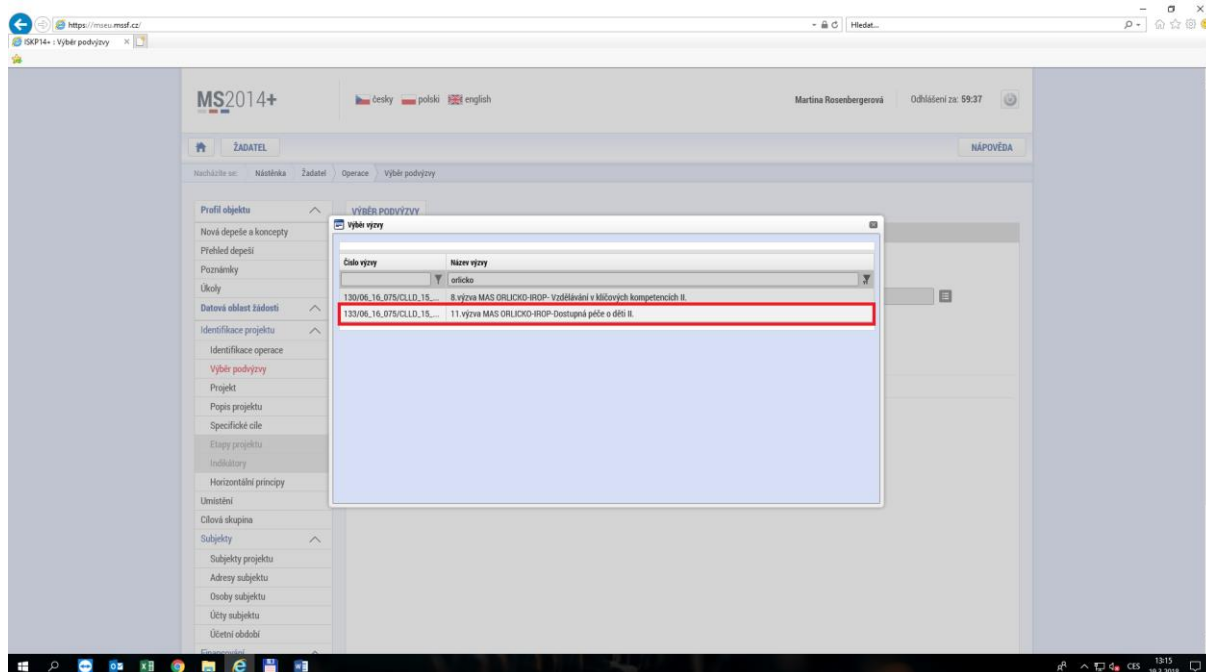 https://mseu.mssf.cz/
Hledat...
ISKP14+ : Výběr podvýzvy
MS2014+
česky polski english
Martina Rosenbergerová
Odhlášení za: 59:37
ŽADATEL
NÁPOVĚDA
Nacházíte se: Nástěnka Žadatel Operace Výběr podvýzvy
Profil objektu
Nová depeše a koncepty
Přehled depeší
Poznámky
Úkoly
Datová oblast žádosti
Identifikace projektu
Identifikace operace
Výběr podvýzvy
Projekt
Popis projektu
Specifické cíle
Etapy projektu
Indikátory
Horizontální principy
Umístění
Cílová skupina
Subjekty
Subjekty projektu
Adresy subjektu
Osoby subjektu
Účty subjektu
Účetní období
Financování
VÝBĚR PODVÝZVY
Výběr výzvy
Číslo výzvy Název výzvy
orlicko
130/06_16_075/CLLD_15_... 8.výzva MAS ORLICKO-IROP- Vzdělávání v klíčových kompetencích II.
133/06_16_075/CLLD_15_... 11.výzva MAS ORLICKO-IROP-Dostupná péče o děti II.
CES
13:15
19.3.2018